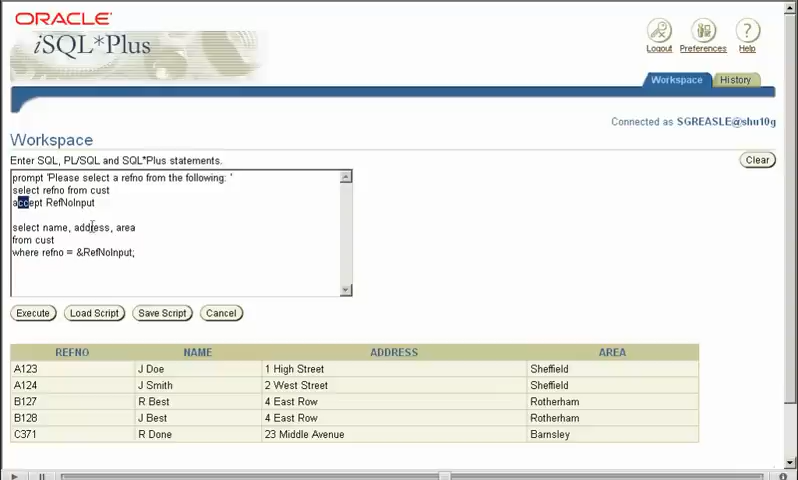 ORACLE
iSQL*Plus
Logout Preferences Help
Workspace History
Connected as SGREASLE@shu10g
Workspace
Enter SQL, PL/SQL and SQL*Plus statements.
Clear
prompt 'Please select a refno from the following: '
select refno from cust
accept RefNoInput
select name, address, area
from cust
where refno = &RefNoInput;
Execute Load Script Save Script Cancel
REFNO NAME ADDRESS AREA
A123 J Doe 1 High Street Sheffield
A124 J Smith 2 West Street Sheffield
B127 R Best 4 East Row Rotherham
B128 J Best 4 East Row Rotherham
C371 R Done 23 Middle Avenue Barnsley